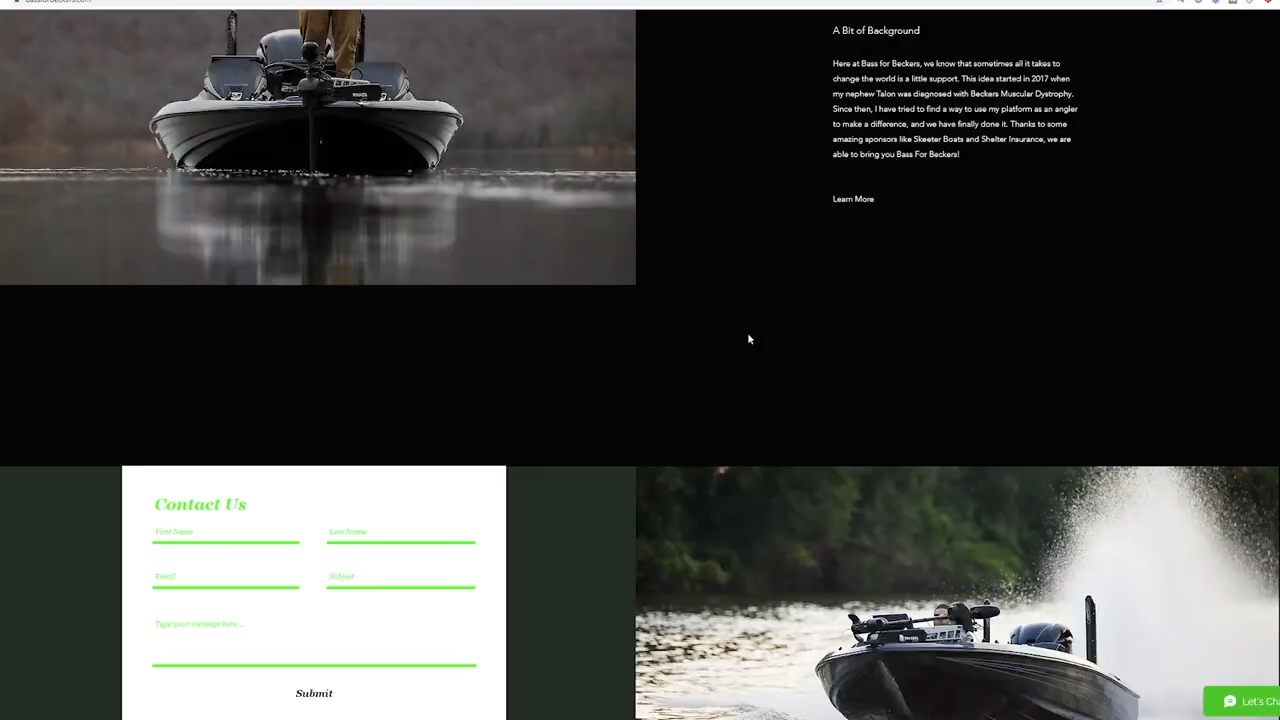 A Bit of Background
Here at Bass for Beckers, we know that sometimes all it takes to
change the world is a little support. This idea started in 2017 when
my nephew Talon was diagnosed with Beckers Muscular Dystrophy.
Since then, I have tried to find a way to use my platform as an angler
to make a difference, and we have finally done it. Thanks to some
amazing sponsors like Skeeter Boats and Shelter Insurance, we are
able to bring you Bass For Beckers!
Learn More
Contact Us
First Name
Last Name
Email
Subject
Type your message here...
Submit
Let's Cha